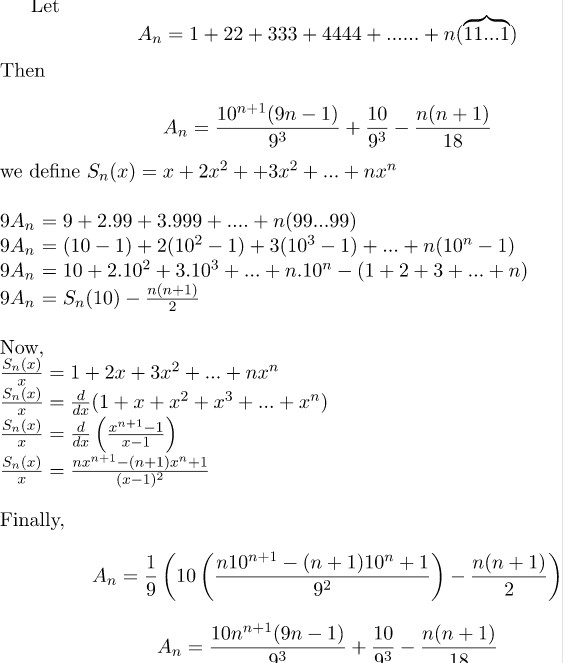 Let
A_n = 1 + 22 + 333 + 4444 + ...... + n(\overbrace{11...1})
Then
A_n = \frac{10^{n+1}(9n − 1)}{9^3} + \frac{10}{9^3} − \frac{n(n + 1)}{18}
we define S_n(x) = x + 2x^2 + +3x^2 + ... + nx^n
9A_n = 9 + 2.99 + 3.999 + .... + n(99...99)
9A_n = (10 − 1) + 2(10^2 − 1) + 3(10^3 − 1) + ... + n(10^n − 1)
9A_n = 10 + 2.10^2 + 3.10^3 + ... + n.10^n − (1 + 2 + 3 + ... + n)
9A_n = S_n(10) − \frac{n(n+1)}{2}
Now,
\frac{S_n(x)}{x} = 1 + 2x + 3x^2 + ... + nx^n
\frac{S_n(x)}{x} = \frac{d}{dx}(1 + x + x^2 + x^3 + ... + x^n)
\frac{S_n(x)}{x} = \frac{d}{dx}\left(\frac{x^{n+1}−1}{x−1}\right)
\frac{S_n(x)}{x} = \frac{nx^{n+1}−(n+1)x^n+1}{(x−1)^2}
Finally,
A_n = \frac{1}{9}\left(10\left(\frac{n10^{n+1} − (n + 1)10^n + 1}{9^2}\right) − \frac{n(n + 1)}{2}\right)
A_n = \frac{10n^{n+1}(9n − 1)}{9^3} + \frac{10}{9^3} − \frac{n(n + 1)}{18}